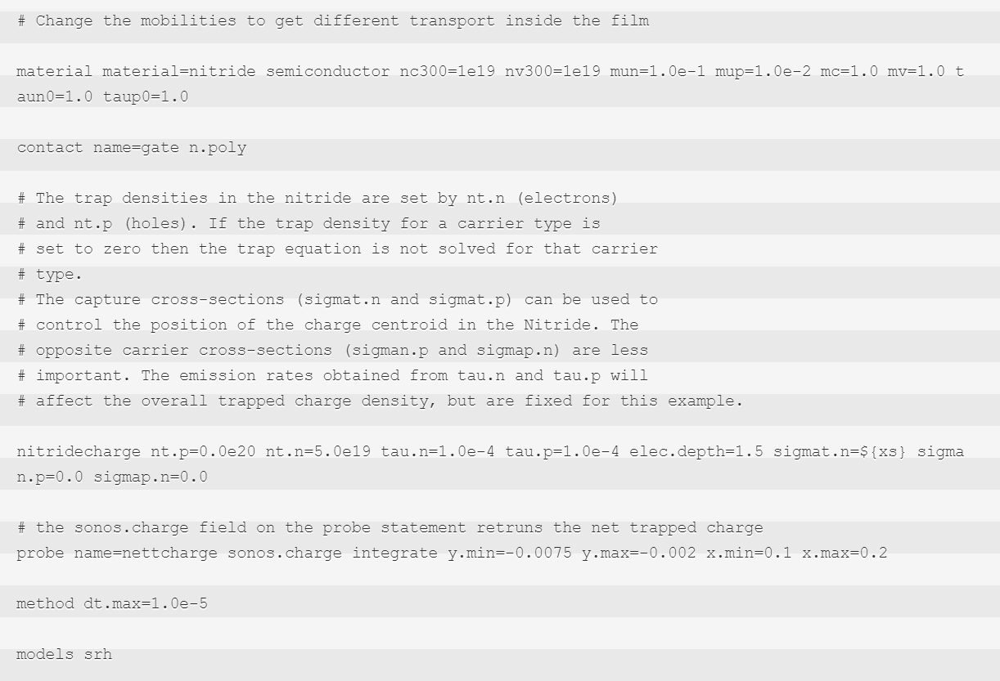 # Change the mobilities to get different transport inside the film
material material=nitride semiconductor nc300=1e19 nv300=1e19 mun=1.0e-1 mup=1.0e-2 mc=1.0 mv=1.0 t
aun0=1.0 taup0=1.0
contact name=gate n.poly
# The trap densities in the nitride are set by nt.n (electrons)
# and nt.p (holes). If the trap density for a carrier type is
# set to zero then the trap equation is not solved for that carrier
# type.
# The capture cross-sections (sigmat.n and sigmat.p) can be used to
# control the position of the charge centroid in the Nitride. The
# opposite carrier cross-sections (sigman.p and sigmap.n) are less
# important. The emission rates obtained from tau.n and tau.p will
# affect the overall trapped charge density, but are fixed for this example.
nitridecharge nt.p=0.0e20 nt.n=5.0e19 tau.n=1.0e-4 tau.p=1.0e-4 elec.depth=1.5 sigmat.n=${xs} sigma
n.p=0.0 sigmap.n=0.0
# the sonos.charge field on the probe statement retruns the net trapped charge
probe name=nettcharge sonos.charge integrate y.min=-0.0075 y.max=-0.002 x.min=0.1 x.max=0.2
method dt.max=1.0e-5
models srh